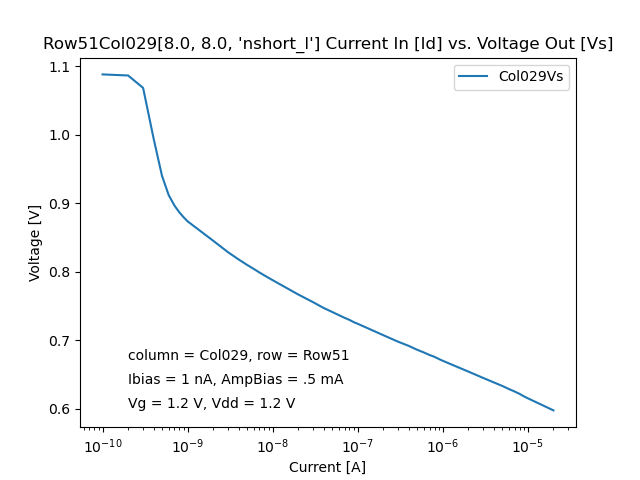 Row51Col029[8.0, 8.0, 'nshort_l'] Current In [Id] vs. Voltage Out [Vs]
Col029Vs
1.1
1.0
0.9
0.8
0.7
0.6
Voltage [V]
column = Col029, row = Row51
Ibias = 1 nA, AmpBias = .5 mA
Vg = 1.2 V, Vdd = 1.2 V
10⁻¹⁰ 10⁻⁹ 10⁻⁸ 10⁻⁷ 10⁻⁶ 10⁻⁵
Current [A]